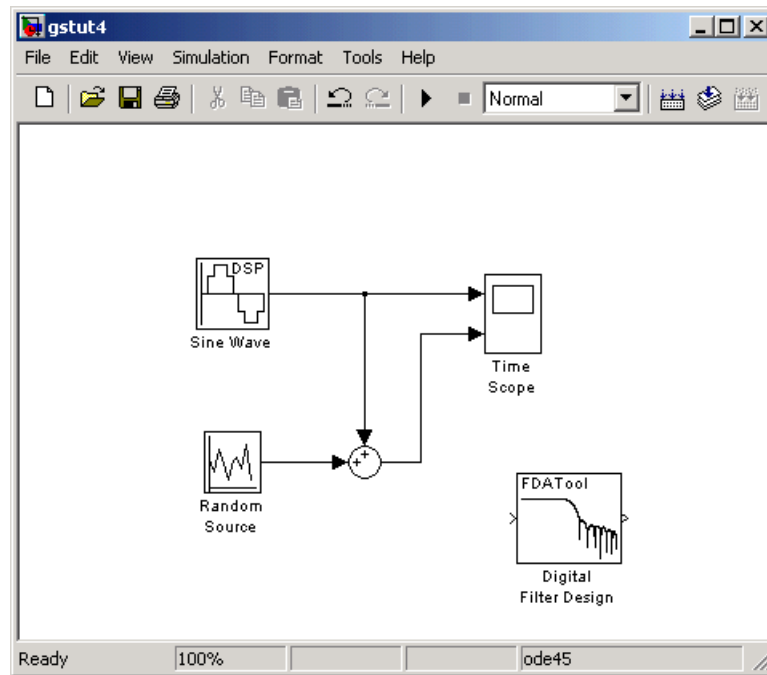 gstut4
File Edit View Simulation Format Tools Help
Normal
DSP
Sine Wave
Time
Scope
Random
Source
+
+
FDATool
Digital
Filter Design
Ready 100% ode45